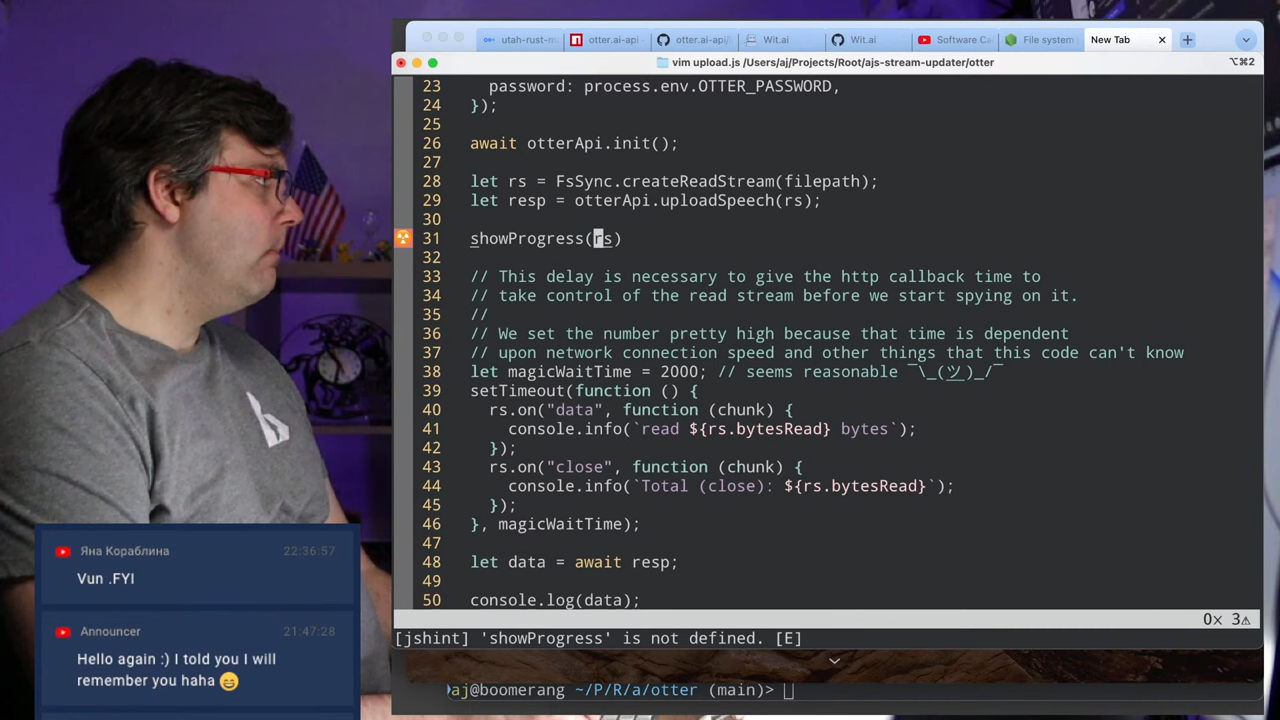 utah-rust-m
otter.ai-api -
otter.ai-api/
Wit.ai
Wit.ai
Software Ca
File system
New Tab
vim upload.js /Users/aj/Projects/Root/ajs-stream-updater/otter
⌥⌘2
23 password: process.env.OTTER_PASSWORD,
24 });
25
26 await otterApi.init();
27
28 let rs = FsSync.createReadStream(filepath);
29 let resp = otterApi.uploadSpeech(rs);
30
31 showProgress(rs)
32
33 // This delay is necessary to give the http callback time to
34 // take control of the read stream before we start spying on it.
35 //
36 // We set the number pretty high because that time is dependent
37 // upon network connection speed and other things that this code can't know
38 let magicWaitTime = 2000; // seems reasonable ¯\_(ツ)_/¯
39 setTimeout(function () {
40 rs.on("data", function (chunk) {
41 console.info(`read ${rs.bytesRead} bytes`);
42 });
43 rs.on("close", function (chunk) {
44 console.info(`Total (close): ${rs.bytesRead}`);
45 });
46 }, magicWaitTime);
47
48 let data = await resp;
49
50 console.log(data);
0× 3⚠
[jshint] 'showProgress' is not defined. [E]
aj@boomerang ~/P/R/a/otter (main)>
Яна Кораблина 22:36:57
Vun .FYI
Announcer 21:47:28
Hello again :) I told you I will
remember you haha 😄